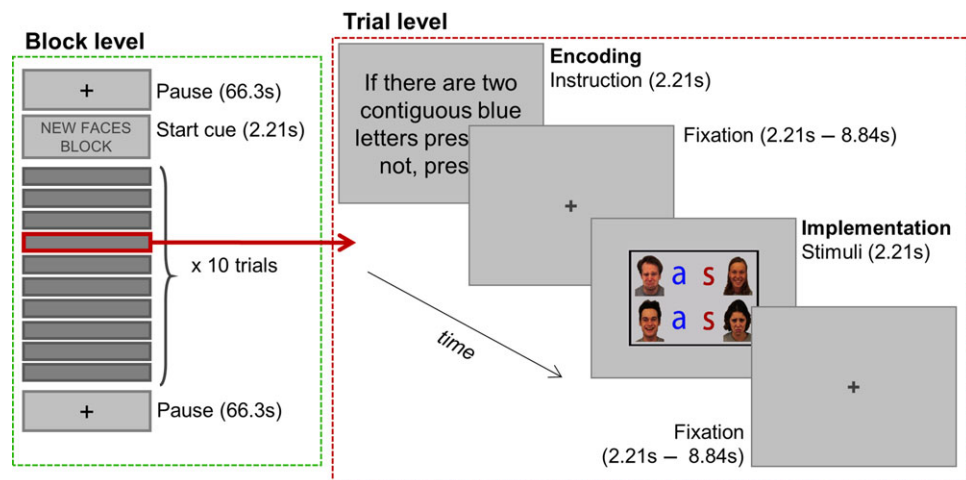 Block level
+
Pause (66.3s)
NEW FACES
BLOCK
Start cue (2.21s)
x 10 trials
+
Pause (66.3s)
Trial level
If there are two
contiguous blue
letters pres
not, pres
Encoding
Instruction (2.21s)
+
Fixation (2.21s – 8.84s)
a s
a s
Implementation
Stimuli (2.21s)
time
+
Fixation
(2.21s – 8.84s)